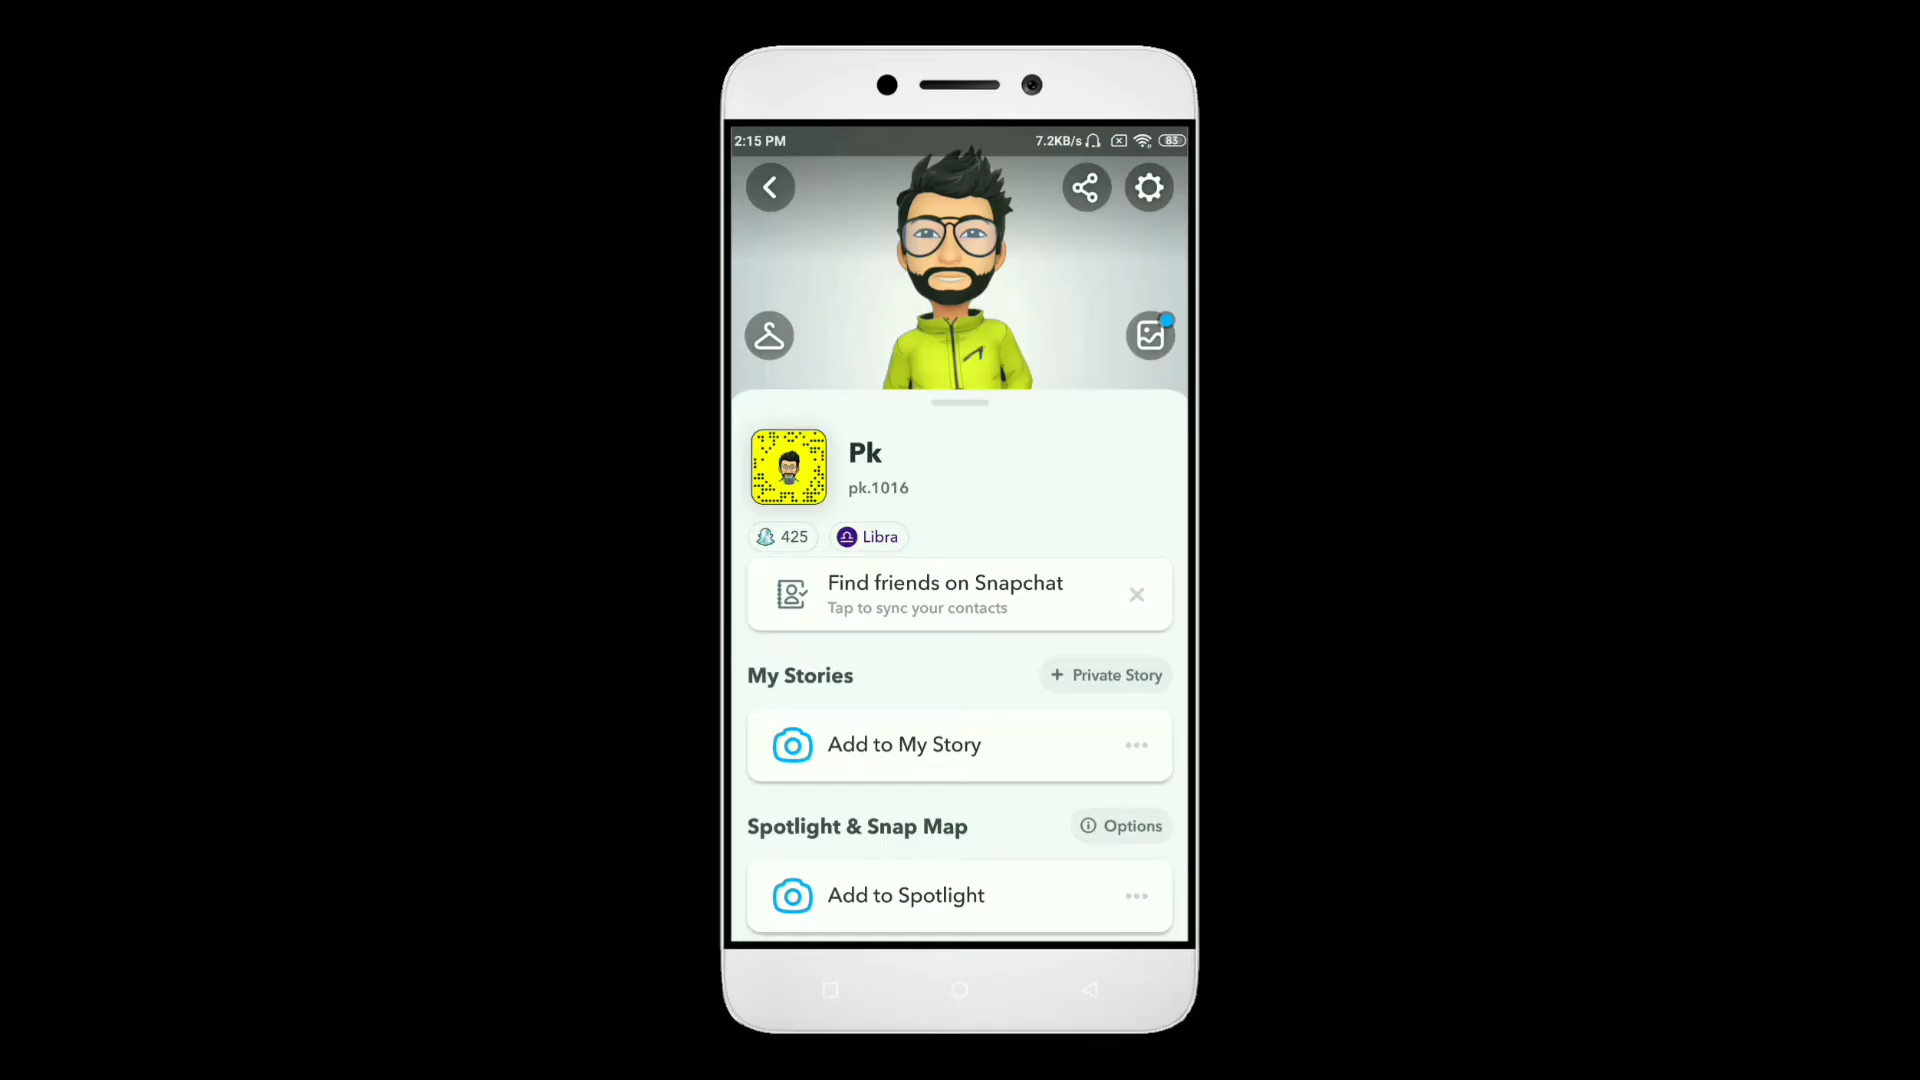 2:15 PM
7.2KB/s
83
Pk
pk.1016
425
Libra
Find friends on Snapchat
Tap to sync your contacts
My Stories
+ Private Story
Add to My Story
Spotlight & Snap Map
Options
Add to Spotlight